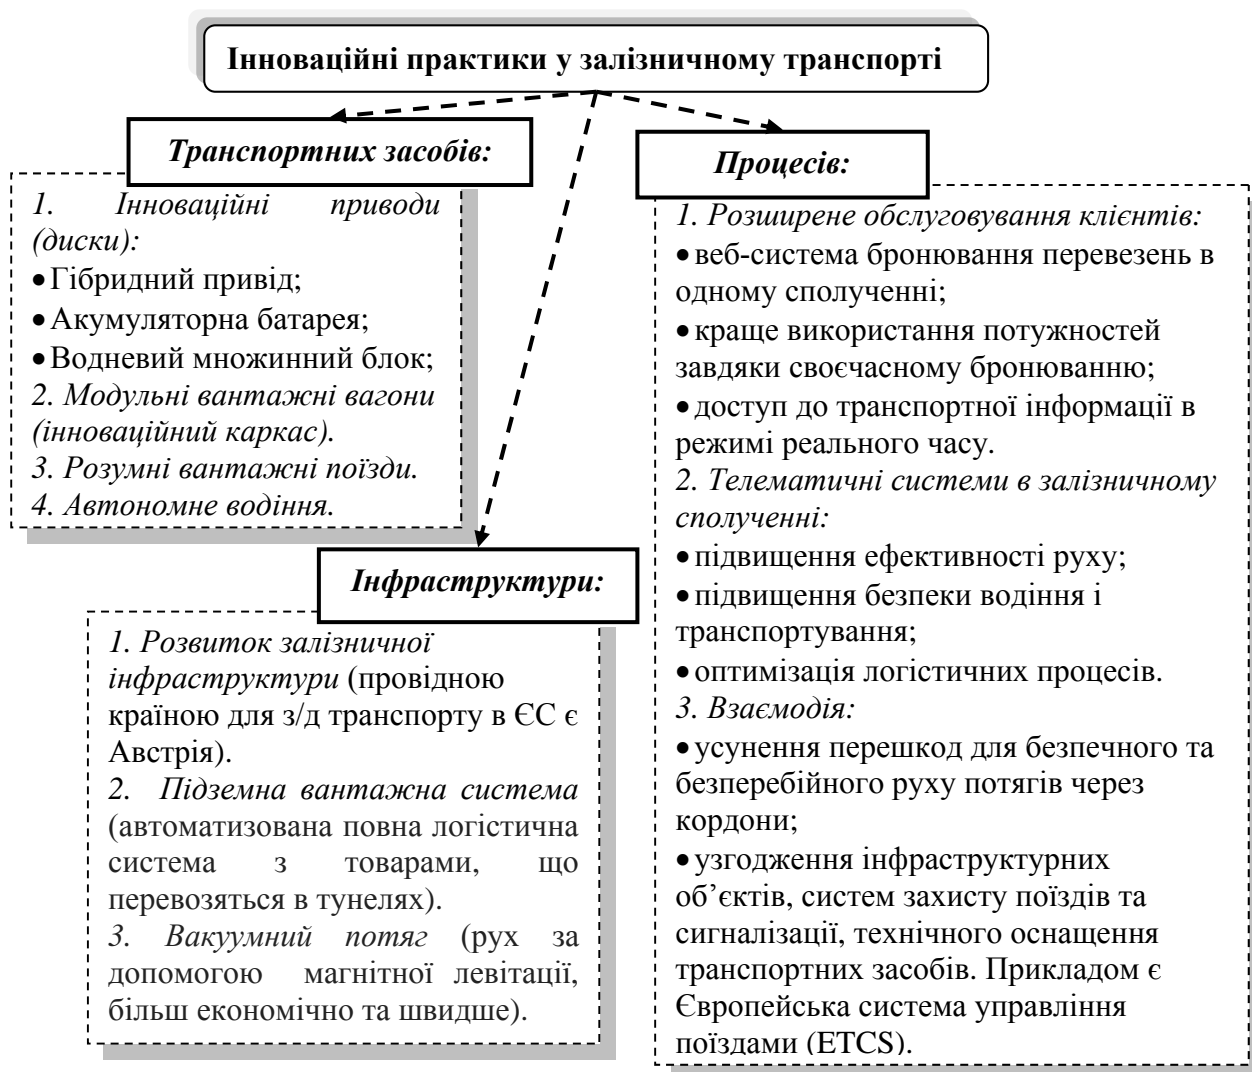 Інноваційні практики у залізничному транспорті
Транспортних засобів:
1. Інноваційні приводи
(диски):
•Гібридний привід;
•Акумуляторна батарея;
•Водневий множинний блок;
2. Модульні вантажні вагони
(інноваційний каркас).
3. Розумні вантажні поїзди.
4. Автономне водіння.
Інфраструктури:
1. Розвиток залізничної
інфраструктури (провідною
країною для з/д транспорту в ЄС є
Австрія).
2. Підземна вантажна система
(автоматизована повна логістична
система з товарами, що
перевозяться в тунелях).
3. Вакуумний потяг (рух за
допомогою магнітної левітації,
більш економічно та швидше).
Процесів:
1. Розширене обслуговування клієнтів:
•веб-система бронювання перевезень в
одному сполученні;
•краще використання потужностей
завдяки своєчасному бронюванню;
•доступ до транспортної інформації в
режимі реального часу.
2. Телематичні системи в залізничному
сполученні:
•підвищення ефективності руху;
•підвищення безпеки водіння і
транспортування;
•оптимізація логістичних процесів.
3. Взаємодія:
•усунення перешкод для безпечного та
безперебійного руху потягів через
кордони;
•узгодження інфраструктурних
об’єктів, систем захисту поїздів та
сигналізації, технічного оснащення
транспортних засобів. Прикладом є
Європейська система управління
поїздами (ETCS).